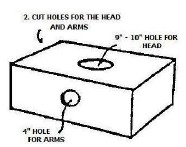 2. CUT HOLES FOR THE HEAD
AND ARMS
9" - 10" HOLE FOR
HEAD
4" HOLE
FOR ARMS